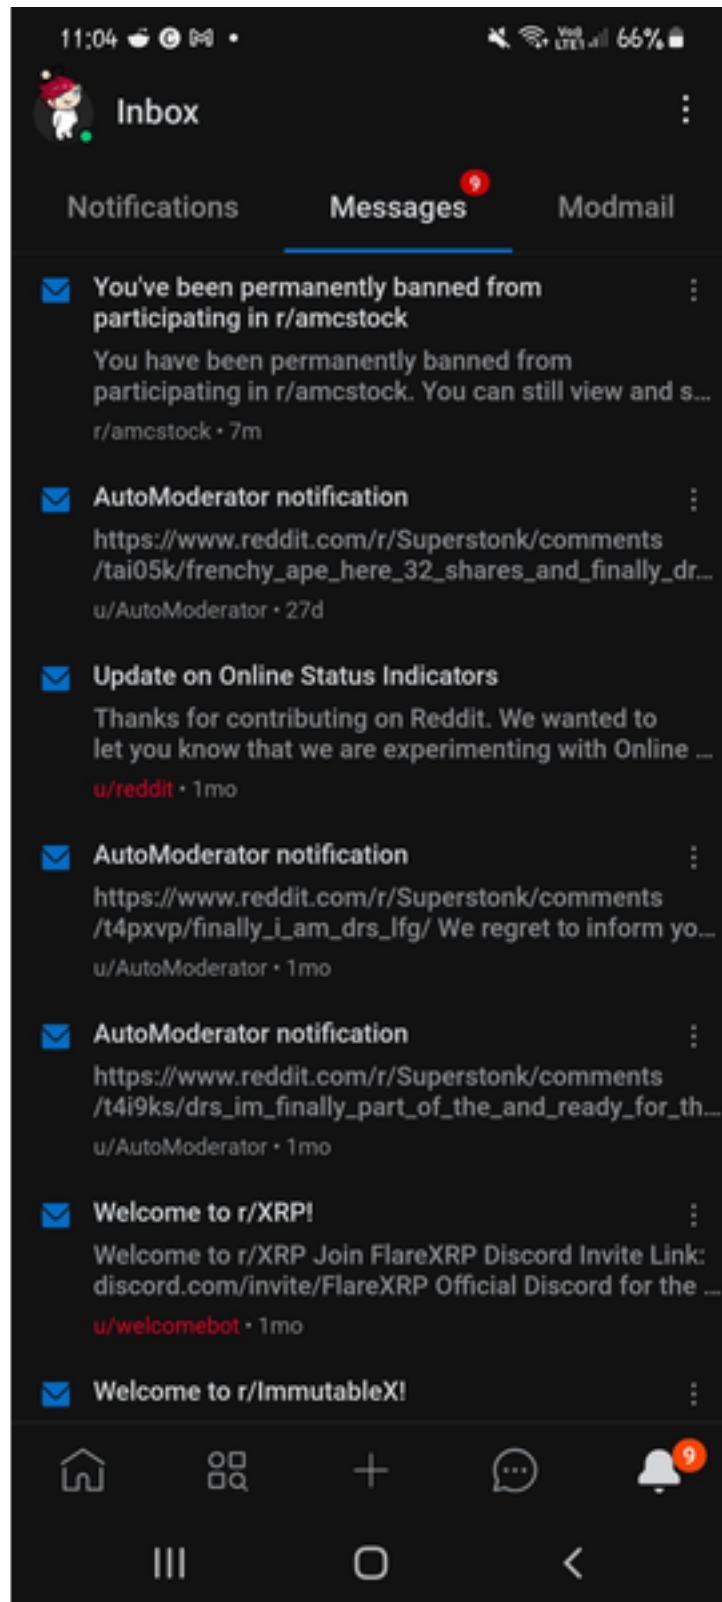 11:04
66%
Inbox
Notifications Messages 9 Modmail
You've been permanently banned from
participating in r/amcstock
You have been permanently banned from
participating in r/amcstock. You can still view and s...
r/amcstock • 7m
AutoModerator notification
https://www.reddit.com/r/Superstonk/comments
/tai05k/frenchy_ape_here_32_shares_and_finally_dr...
u/AutoModerator • 27d
Update on Online Status Indicators
Thanks for contributing on Reddit. We wanted to
let you know that we are experimenting with Online ...
u/reddit • 1mo
AutoModerator notification
https://www.reddit.com/r/Superstonk/comments
/t4pxvp/finally_i_am_drs_lfg/ We regret to inform yo...
u/AutoModerator • 1mo
AutoModerator notification
https://www.reddit.com/r/Superstonk/comments
/t4i9ks/drs_im_finally_part_of_the_and_ready_for_th...
u/AutoModerator • 1mo
Welcome to r/XRP!
Welcome to r/XRP Join FlareXRP Discord Invite Link:
discord.com/invite/FlareXRP Official Discord for the ...
u/welcomebot • 1mo
Welcome to r/ImmutableX!
9